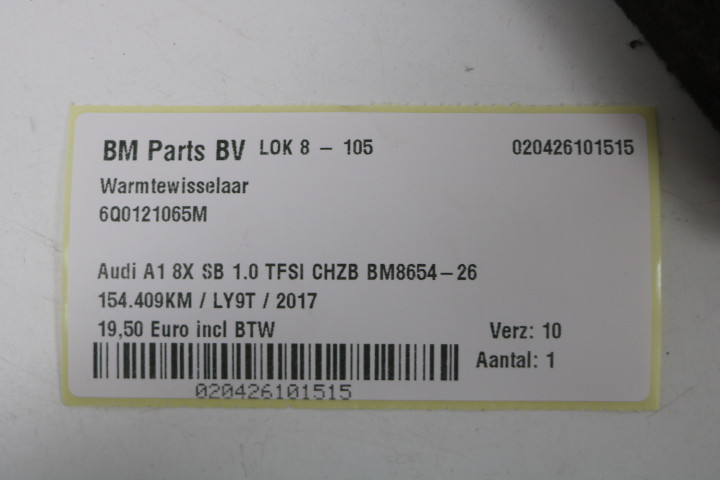 BM Parts BV LOK 8 – 105 020426101515
Warmtewisselaar
6Q0121065M
Audi A1 8X SB 1.0 TFSI CHZB BM8654-26
154.409KM / LY9T / 2017
19,50 Euro incl BTW Verz: 10
Aantal: 1
020426101515